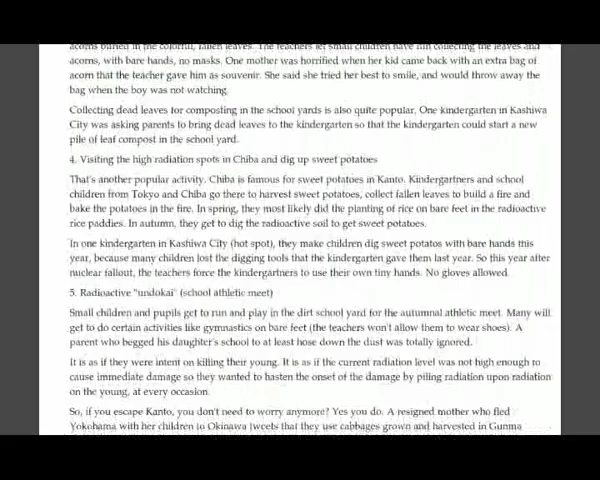 acorns buried in the colorful, fallen leaves. The teachers let small children have fun collecting the leaves and
acorns, with bare hands, no masks. One mother was horrified when her kid came back with an extra bag of
acorn that the teacher gave him as souvenir. She said she tried her best to smile, and would throw away the
bag when the boy was not watching.
Collecting dead leaves for composting in the school yards is also quite popular. One kindergarten in Kashiwa
City was asking parents to bring dead leaves to the kindergarten so that the kindergarten could start a new
pile of leaf compost in the school yard.
4. Visiting the high radiation spots in Chiba and dig up sweet potatoes
That's another popular activity. Chiba is famous for sweet potatoes in Kanto. Kindergartners and school
children from Tokyo and Chiba go there to harvest sweet potatoes, collect fallen leaves to build a fire and
bake the potatoes in the fire. In spring, they most likely did the planting of rice on bare feet in the radioactive
rice paddies. In autumn, they get to dig the radioactive soil to get sweet potatoes.
In one kindergarten in Kashiwa City (hot spot), they make children dig sweet potatos with bare hands this
year, because many children lost the digging tools that the kindergarten gave them last year. So this year after
nuclear fallout, the teachers force the kindergartners to use their own tiny hands. No gloves allowed.
5. Radioactive "undokai" (school athletic meet)
Small children and pupils get to run and play in the dirt school yard for the autumnal athletic meet. Many will
get to do certain activities like gymnastics on bare feet (the teachers won't allow them to wear shoes). A
parent who begged his daughter's school to at least hose down the dust was totally ignored.
It is as if they were intent on killing their young. It is as if the current radiation level was not high enough to
cause immediate damage so they wanted to hasten the onset of the damage by piling radiation upon radiation
on the young, at every occasion.
So, if you escape Kanto, you don't need to worry anymore? Yes you do. A resigned mother who fled
Yokohama with her children to Okinawa tweets that they use cabbages grown and harvested in Gunma